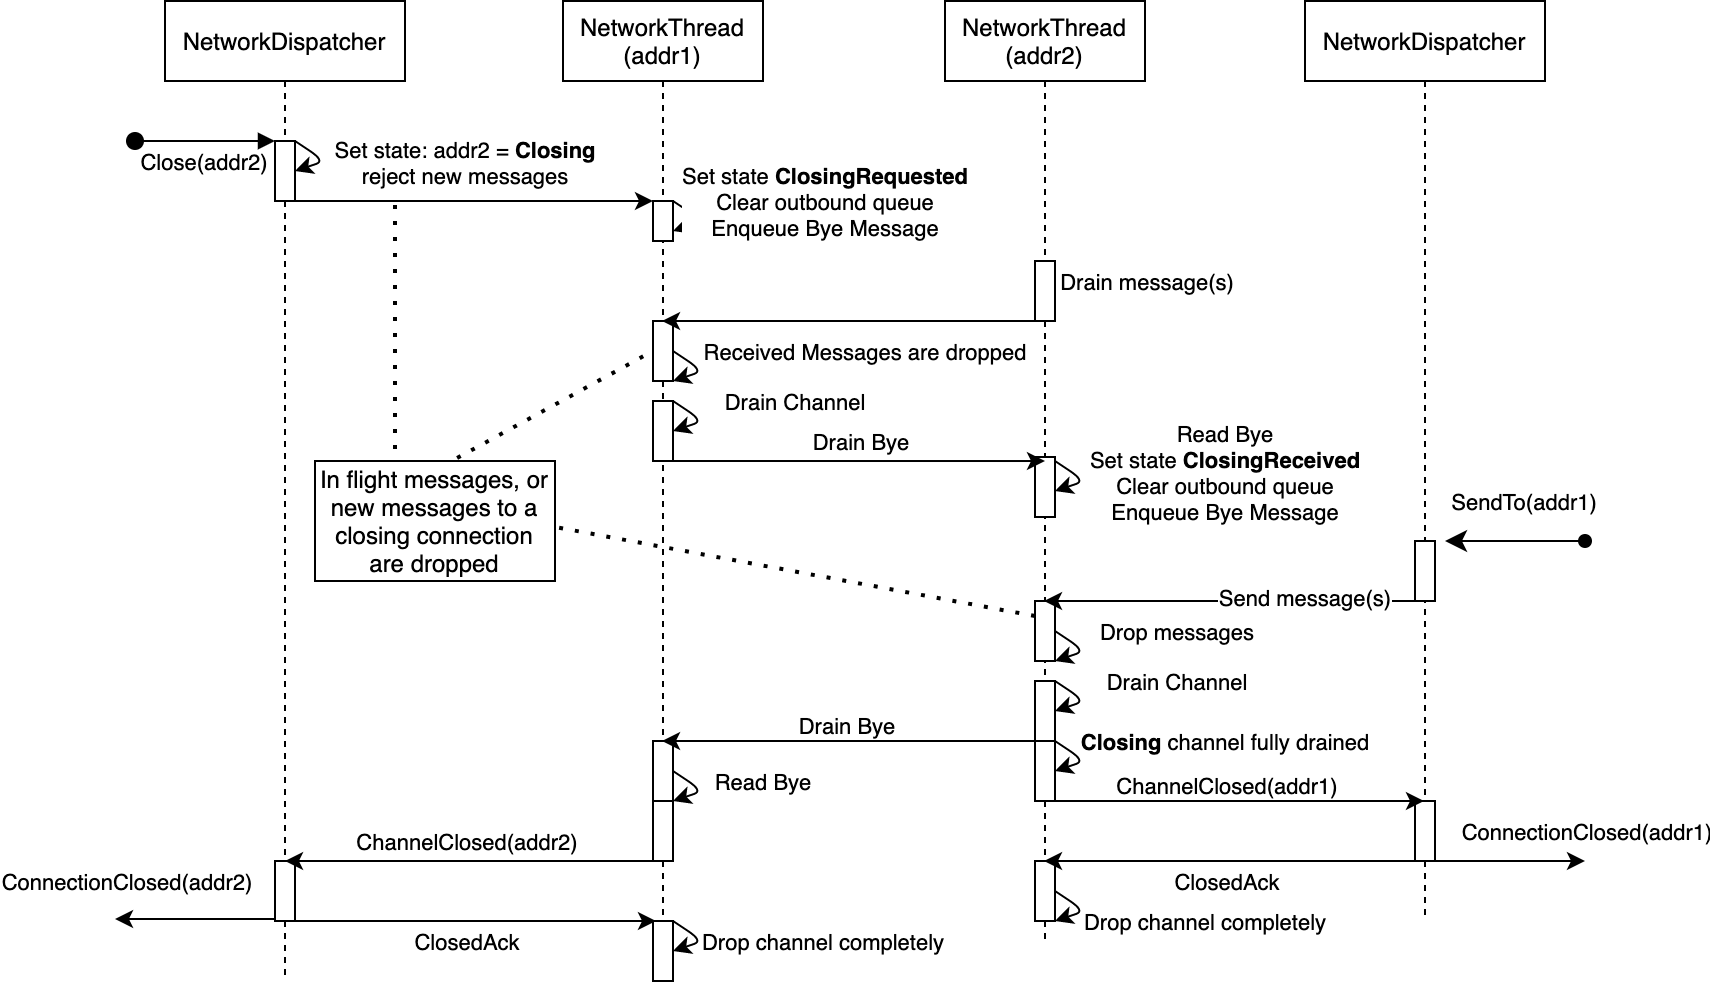 NetworkDispatcher
NetworkThread
(addr1)
NetworkThread
(addr2)
NetworkDispatcher
Close(addr2)
Set state: addr2 = Closing
reject new messages
Set state ClosingRequested
Clear outbound queue
Enqueue Bye Message
Drain message(s)
Received Messages are dropped
Drain Channel
Drain Bye
Read Bye
Set state ClosingReceived
Clear outbound queue
Enqueue Bye Message
In flight messages, or
new messages to a
closing connection
are dropped
SendTo(addr1)
Send message(s)
Drop messages
Drain Channel
Drain Bye
Closing channel fully drained
Read Bye
ChannelClosed(addr1)
ConnectionClosed(addr1)
ChannelClosed(addr2)
ConnectionClosed(addr2)
ClosedAck
Drop channel completely
ClosedAck
Drop channel completely